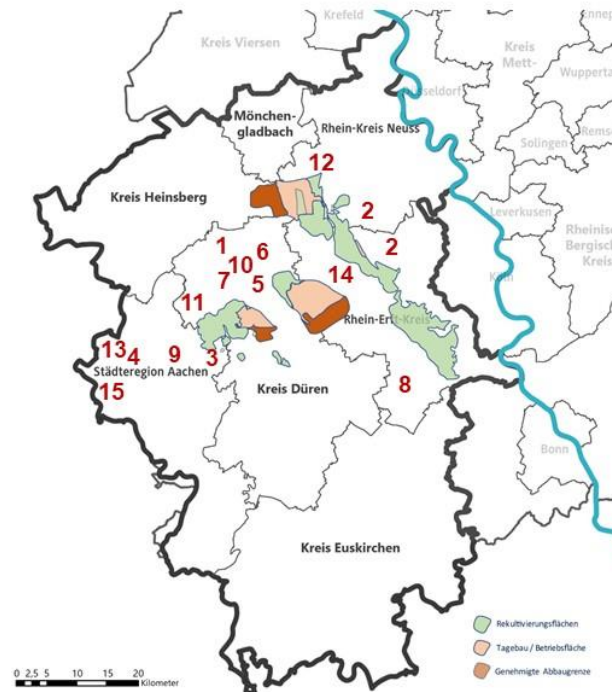 Krefeld
Kreis Viersen
Kreis
Mett-
Wuppertal
Mönchen-
gladbach
Rhein-Kreis Neuss
Solingen
12
Kreis Heinsberg
2
Leverkusen
1
6
2
Rheinisch-
Bergisch
Kreis
10
7
5
14
11
Rhein-Erft-Kreis
13
4
9
3
Städteregion Aachen
Kreis Düren
15
8
Bonn
Kreis Euskirchen
Rekultivierungsflächen
Tagebau / Betriebsfläche
Genehmigte Abbaugrenze
0 2,5 5 10 15 20
Kilometer